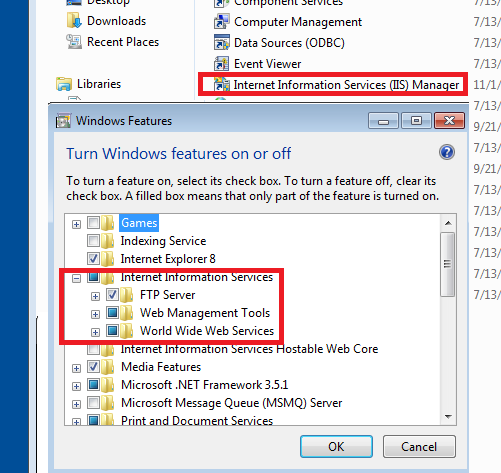 Desktop
Downloads
Recent Places
Libraries
Component Services 7/13/
Computer Management 7/13/
Data Sources (ODBC) 7/13/
Event Viewer 7/13/
Internet Information Services (IIS) Manager 11/1/
7/13/
9/21/
7/13/
9/21/
7/13/
7/13/
7/13/
7/13/
7/13/
7/13/
7/13/
Windows Features
Turn Windows features on or off
To turn a feature on, select its check box. To turn a feature off, clear its
check box. A filled box means that only part of the feature is turned on.
Games
Indexing Service
Internet Explorer 8
Internet Information Services
FTP Server
Web Management Tools
World Wide Web Services
Internet Information Services Hostable Web Core
Media Features
Microsoft .NET Framework 3.5.1
Microsoft Message Queue (MSMQ) Server
Print and Document Services
OK Cancel